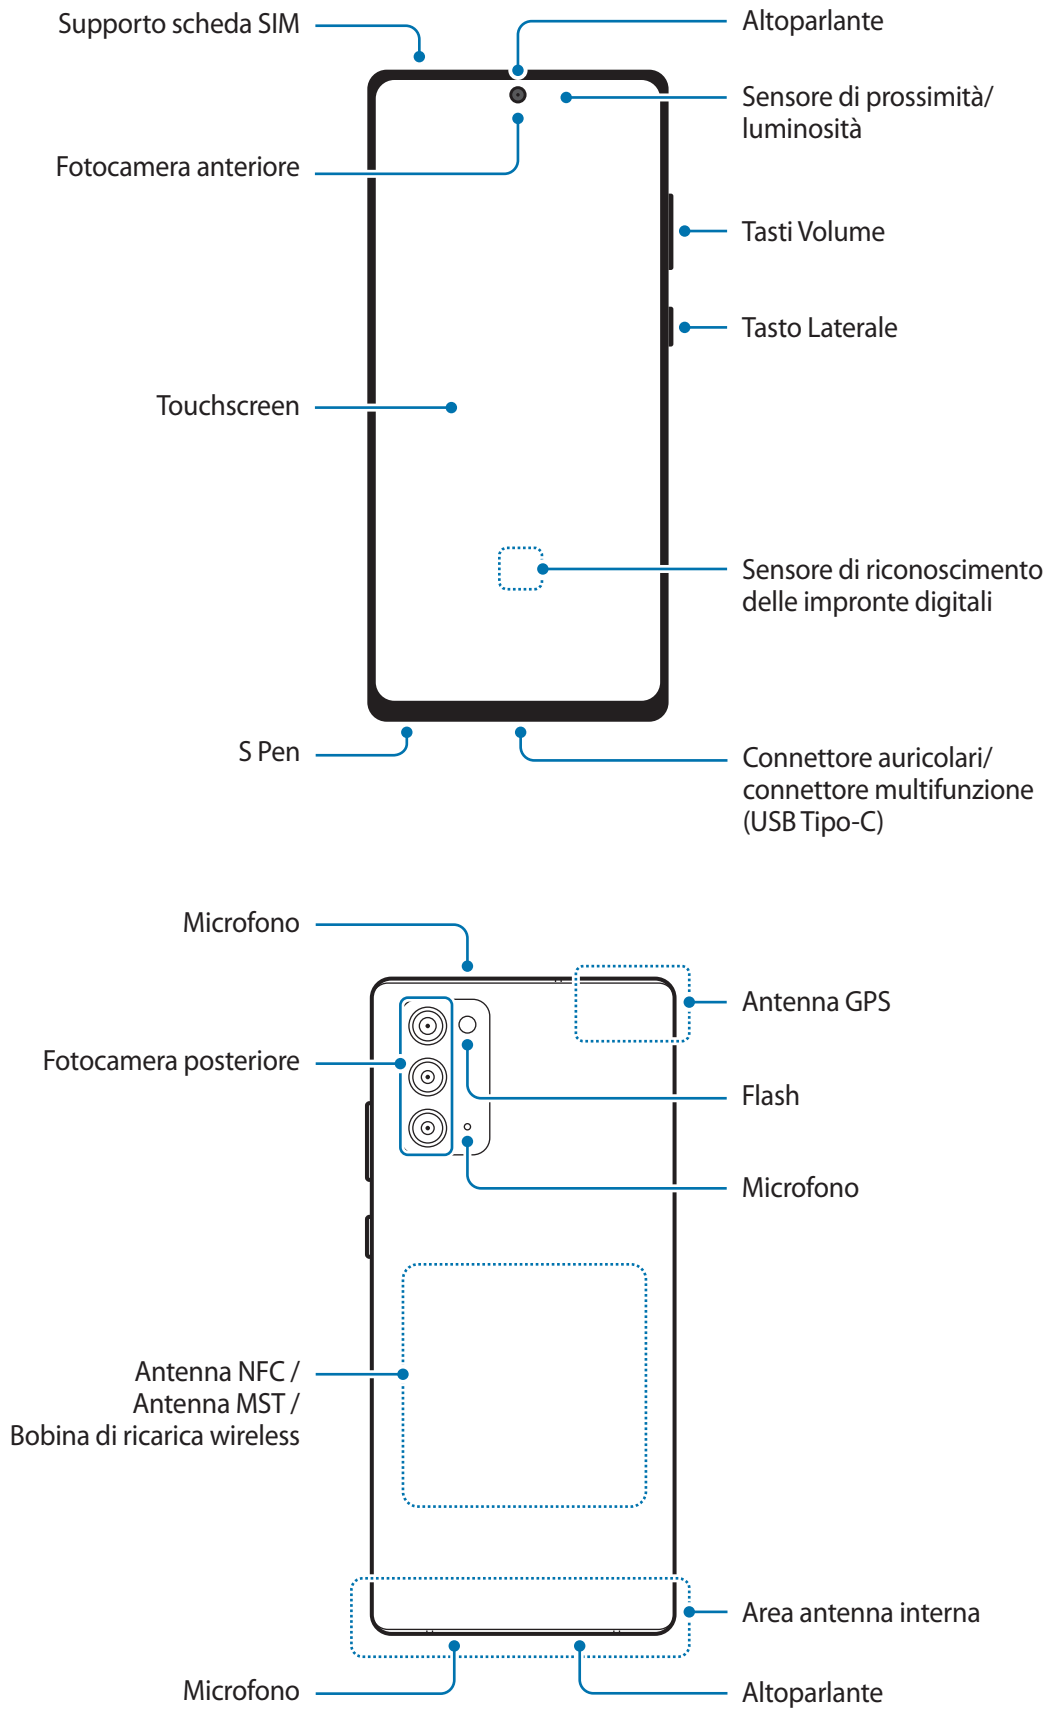 Supporto scheda SIM
Altoparlante
Sensore di prossimità/
luminosità
Fotocamera anteriore
Tasti Volume
Tasto Laterale
Touchscreen
Sensore di riconoscimento
delle impronte digitali
S Pen
Connettore auricolari/
connettore multifunzione
(USB Tipo-C)
Microfono
Antenna GPS
Fotocamera posteriore
Flash
Microfono
Antenna NFC /
Antenna MST /
Bobina di ricarica wireless
Area antenna interna
Microfono
Altoparlante